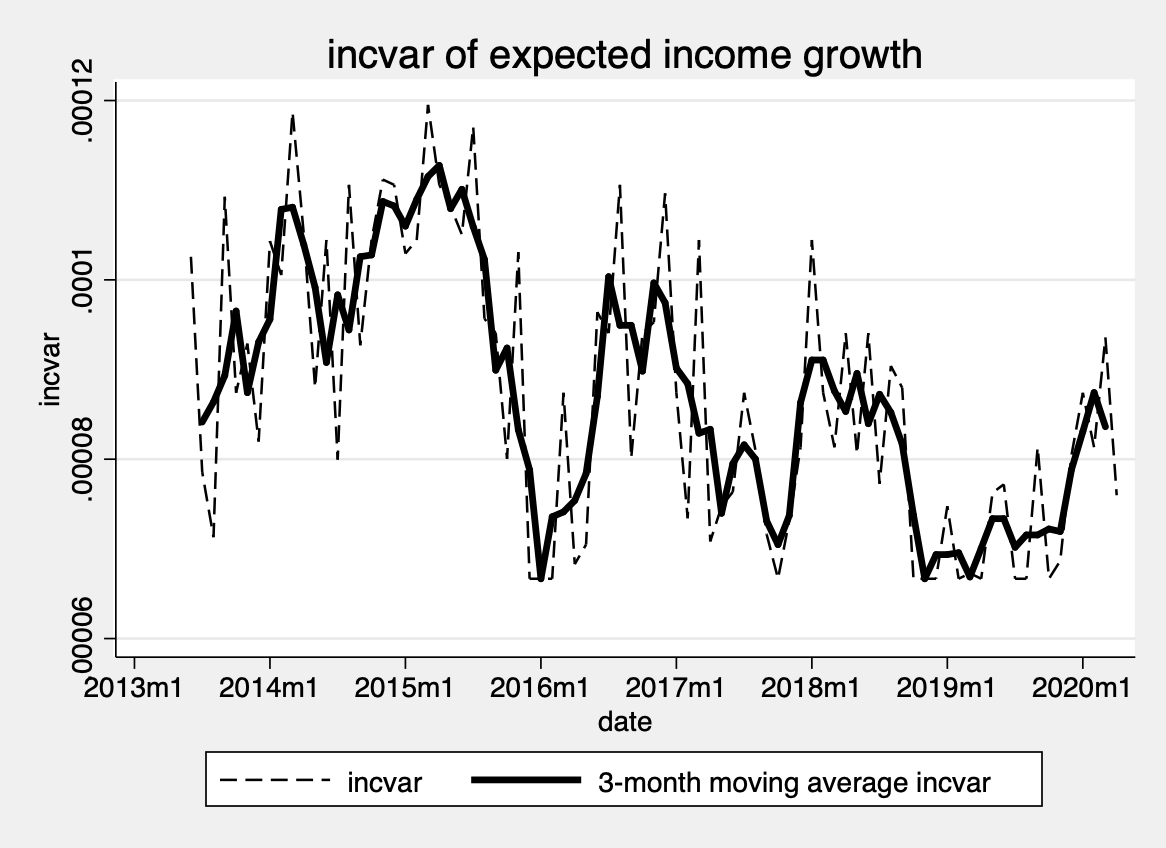 incvar of expected income growth
.00012
.0001
.00008
.00006
incvar
2013m1 2014m1 2015m1 2016m1 2017m1 2018m1 2019m1 2020m1
date
incvar 3-month moving average incvar